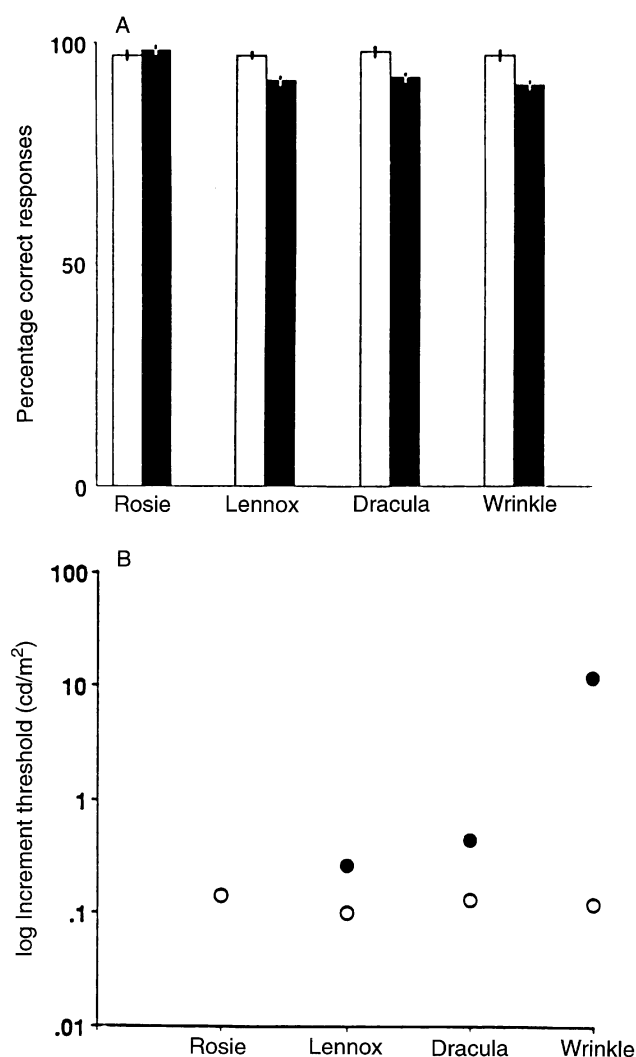 A
100
50
0
Percentage correct responses
Rosie Lennox Dracula Wrinkle
B
100
10
1
.1
.01
log Increment threshold (cd/m²)
Rosie Lennox Dracula Wrinkle